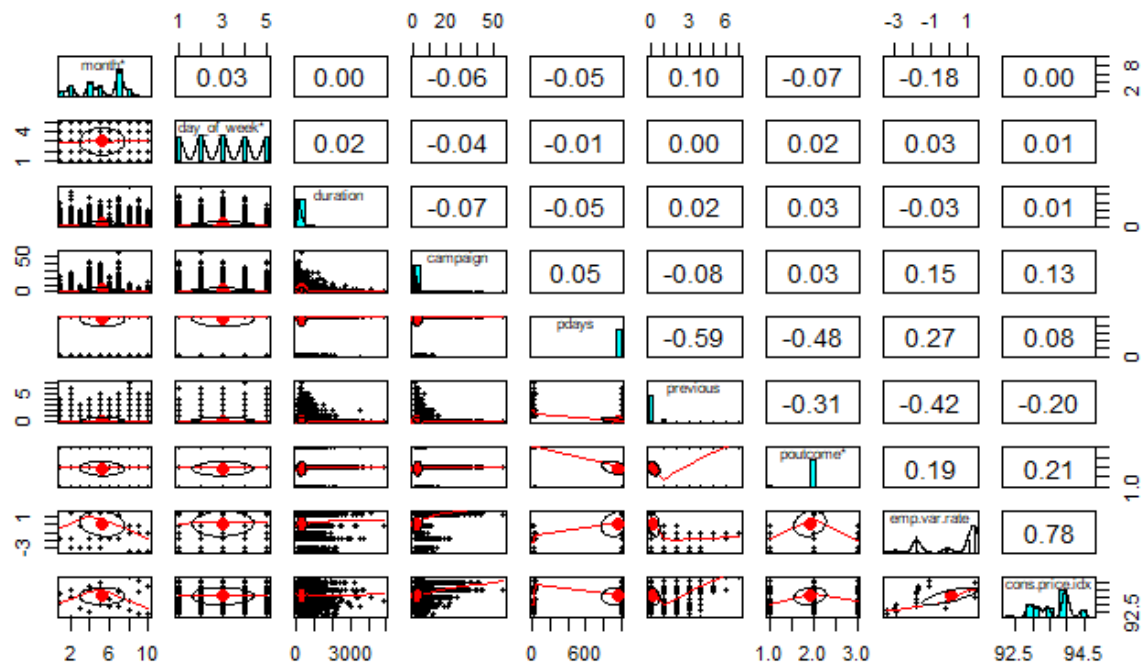 1 3 5 0 20 50 0 2 4 6 -3 -1 1
month* 0.03 0.00 -0.06 -0.05 0.10 -0.07 -0.18 0.00 2 8
1 4 day_of_week* 0.02 -0.04 -0.01 0.00 0.02 0.03 0.01
duration -0.07 -0.05 0.02 0.03 -0.03 0.01 0
0 50 campaign 0.05 -0.08 0.03 0.15 0.13
pdays -0.59 -0.48 0.27 0.08 0
0 5 previous -0.31 -0.42 -0.20
poutcome* 0.19 0.21 1.0
-3 1 emp.var.rate 0.78
cons.price.idx 92.5
2 6 10 0 3000 0 600 1.0 2.0 3.0 92.5 94.5